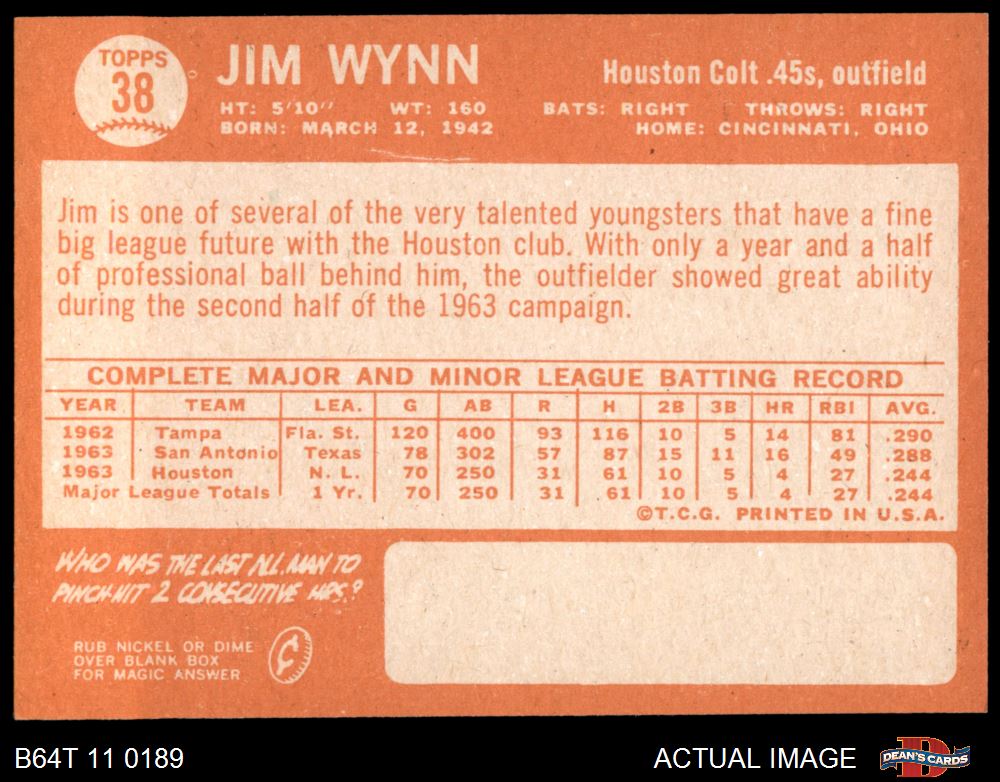 TOPPS
38
JIM WYNN
Houston Colt .45s, outfield
HT: 5'10" WT: 160
BATS: RIGHT THROWS: RIGHT
BORN: MARCH 12, 1942
HOME: CINCINNATI, OHIO
Jim is one of several of the very talented youngsters that have a fine
big league future with the Houston club. With only a year and a half
of professional ball behind him, the outfielder showed great ability
during the second half of the 1963 campaign.
COMPLETE MAJOR AND MINOR LEAGUE BATTING RECORD
YEAR TEAM LEA. G AB R H 2B 3B HR RBI AVG.
1962 Tampa Fla. St. 120 400 93 116 10 5 14 81 .290
1963 San Antonio Texas 78 302 57 87 15 11 16 49 .288
1963 Houston N. L. 70 250 31 61 10 5 4 27 .244
Major League Totals 1 Yr. 70 250 31 61 10 5 4 27 .244
©T.C.G. PRINTED IN U.S.A.
WHO WAS THE LAST N.L. MAN TO
PINCH-HIT 2 CONSECUTIVE HRS?
RUB NICKEL OR DIME
OVER BLANK BOX
FOR MAGIC ANSWER
¢
B64T 11 0189
ACTUAL IMAGE
D
DEAN'S CARDS